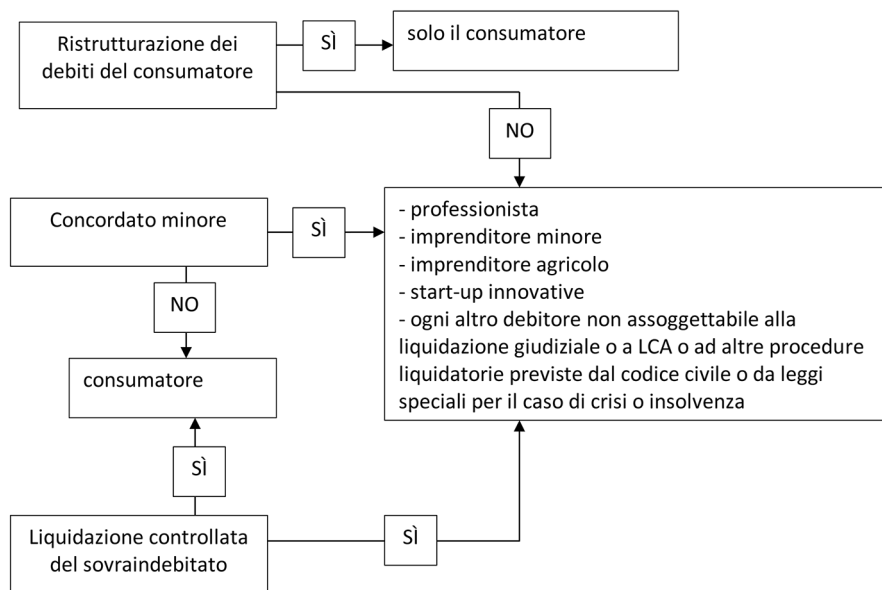 Ristrutturazione dei
debiti del consumatore
SÌ
solo il consumatore
NO
Concordato minore
SÌ
- professionista
- imprenditore minore
- imprenditore agricolo
- start-up innovative
- ogni altro debitore non assoggettabile alla
liquidazione giudiziale o a LCA o ad altre procedure
liquidatorie previste dal codice civile o da leggi
speciali per il caso di crisi o insolvenza
NO
consumatore
SÌ
Liquidazione controllata
del sovraindebitato
SÌ